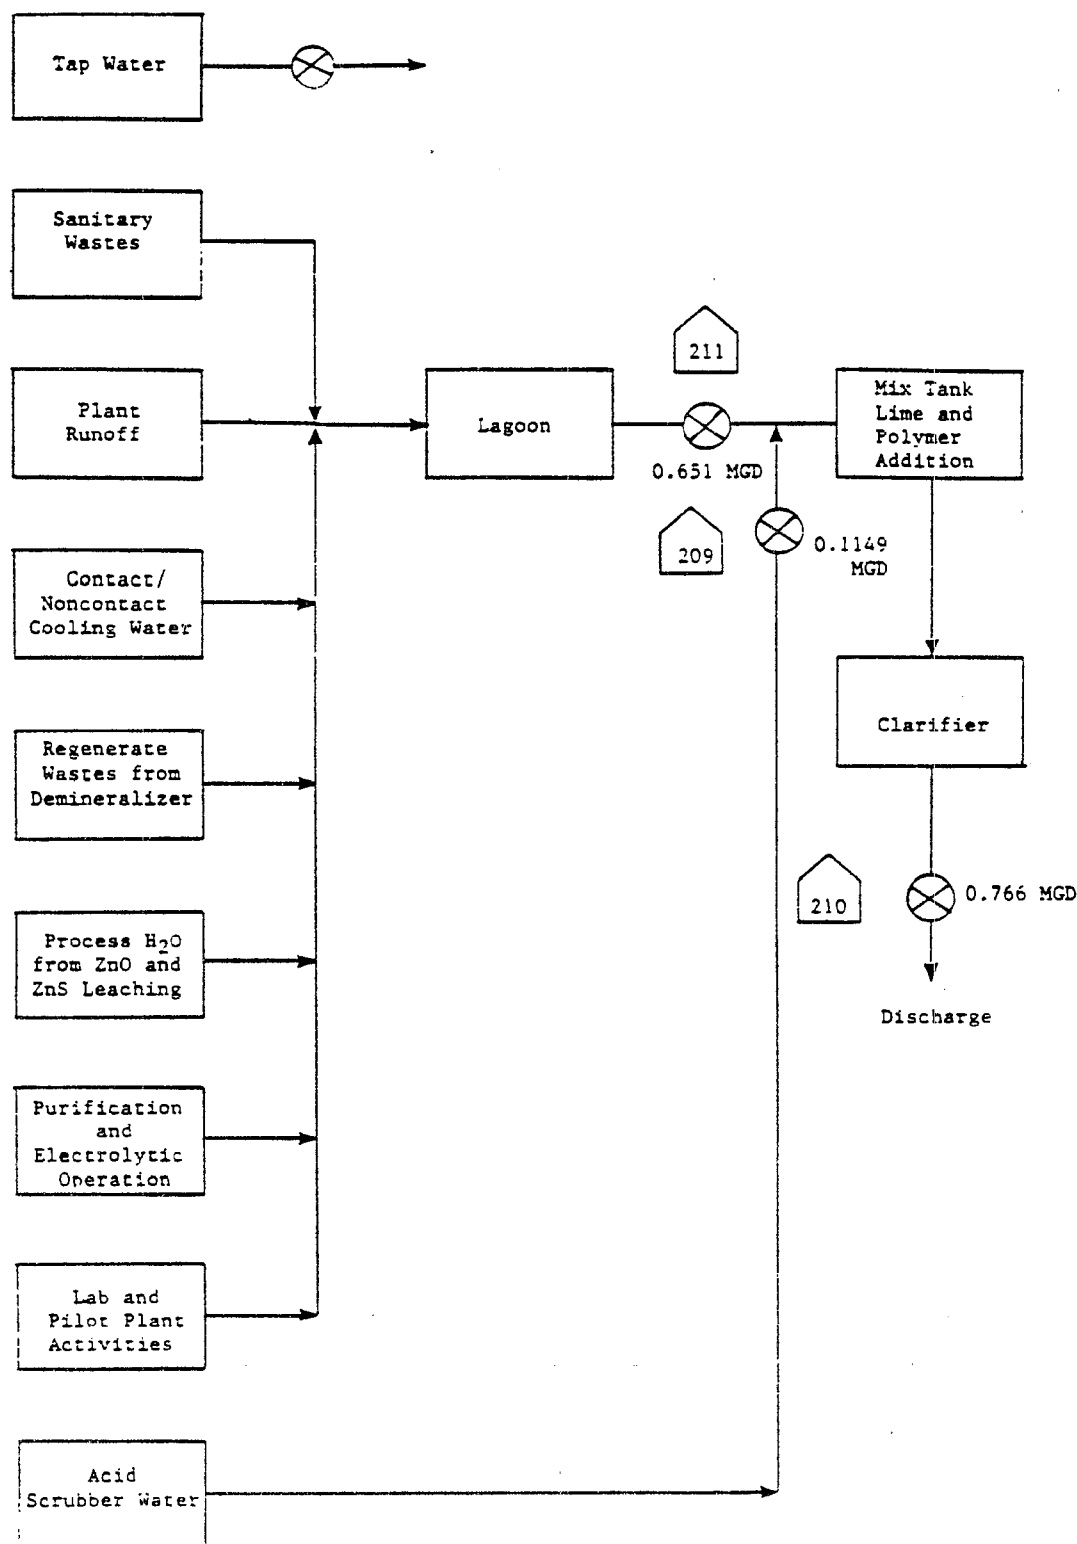 Tap Water
Sanitary
Wastes
Plant
Runoff
Contact/
Noncontact
Cooling Water
Regenerate
Wastes from
Demineralizer
Process H2O
from ZnO and
ZnS Leaching
Purification
and
Electrolytic
Operation
Lab and
Pilot Plant
Activities
Acid
Scrubber Water
Lagoon
211
0.651 MGD
209
0.1149
MGD
Mix Tank
Lime and
Polymer
Addition
Clarifier
210
0.766 MGD
Discharge